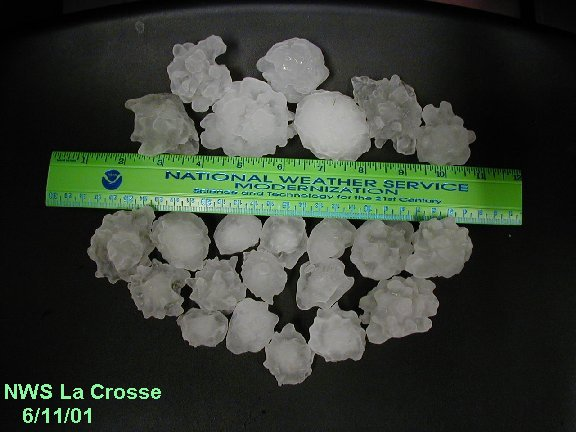 NATIONAL WEATHER SERVICE
MODERNIZATION
Science and Technology for the 21st Century
NWS La Crosse
6/11/01